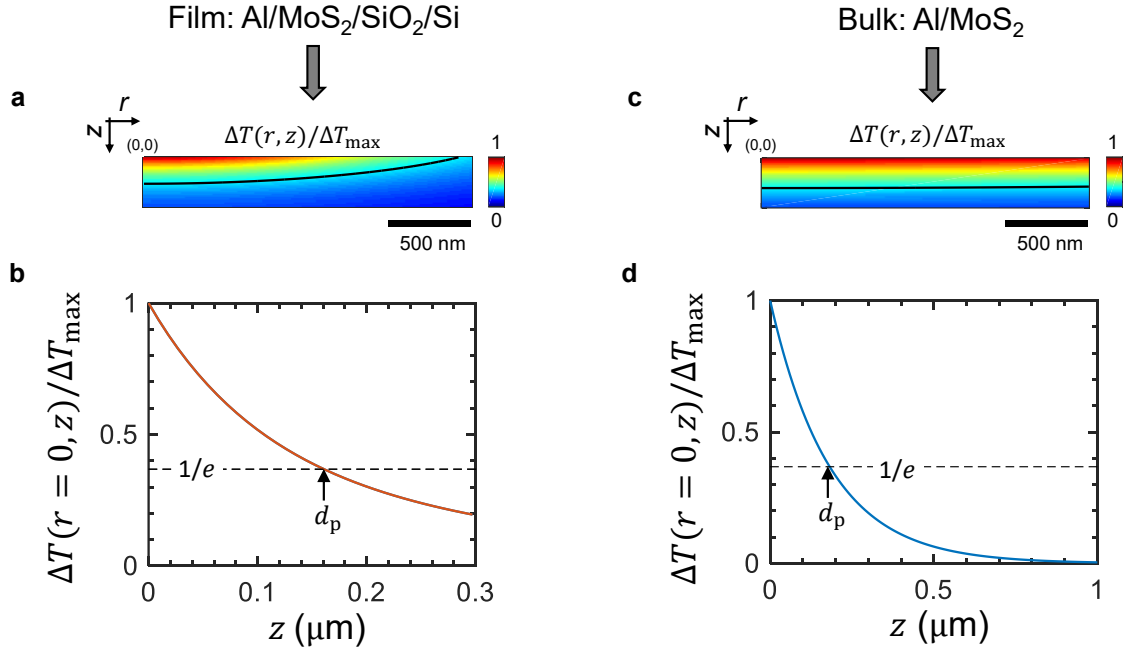 Film: Al/MoS₂/SiO₂/Si
a
r
z
(0,0)
ΔT(r, z)/ΔTmax
1
0
500 nm
b
ΔT(r = 0, z)/ΔTmax
1
0.5
0
1/e
dp
0
0.1
0.2
0.3
z (μm)
Bulk: Al/MoS₂
c
r
z
(0,0)
ΔT(r, z)/ΔTmax
1
0
500 nm
d
ΔT(r = 0, z)/ΔTmax
1
0.5
0
1/e
dp
0
0.5
1
z (μm)